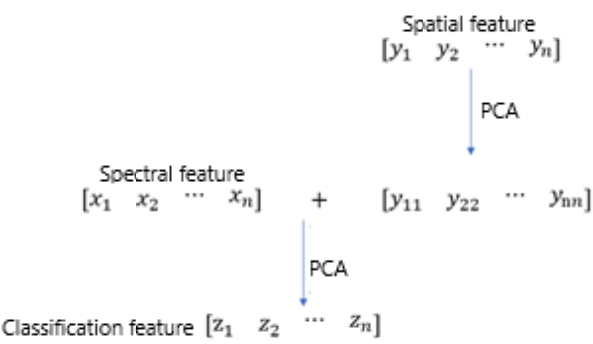 Spatial feature
[y₁ y₂ ⋯ yₙ]
PCA
Spectral feature
[x₁ x₂ ⋯ xₙ] + [y₁₁ y₂₂ ⋯ yₙₙ]
PCA
Classification feature [z₁ z₂ ⋯ zₙ]